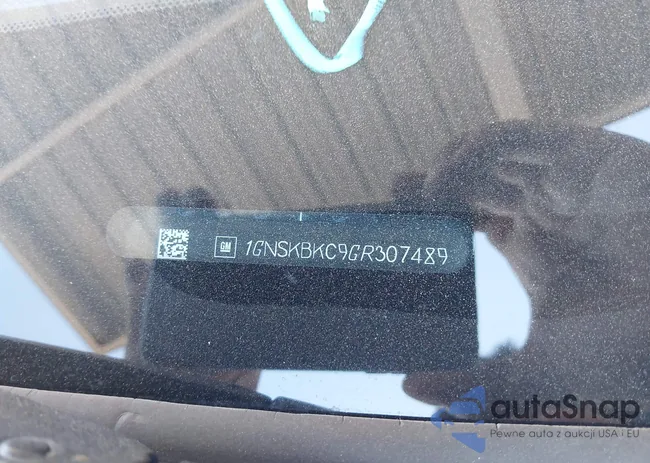 GM 1GNSKBKC9GR307489
autaSnap
Pewne auta z aukcji USA i EU